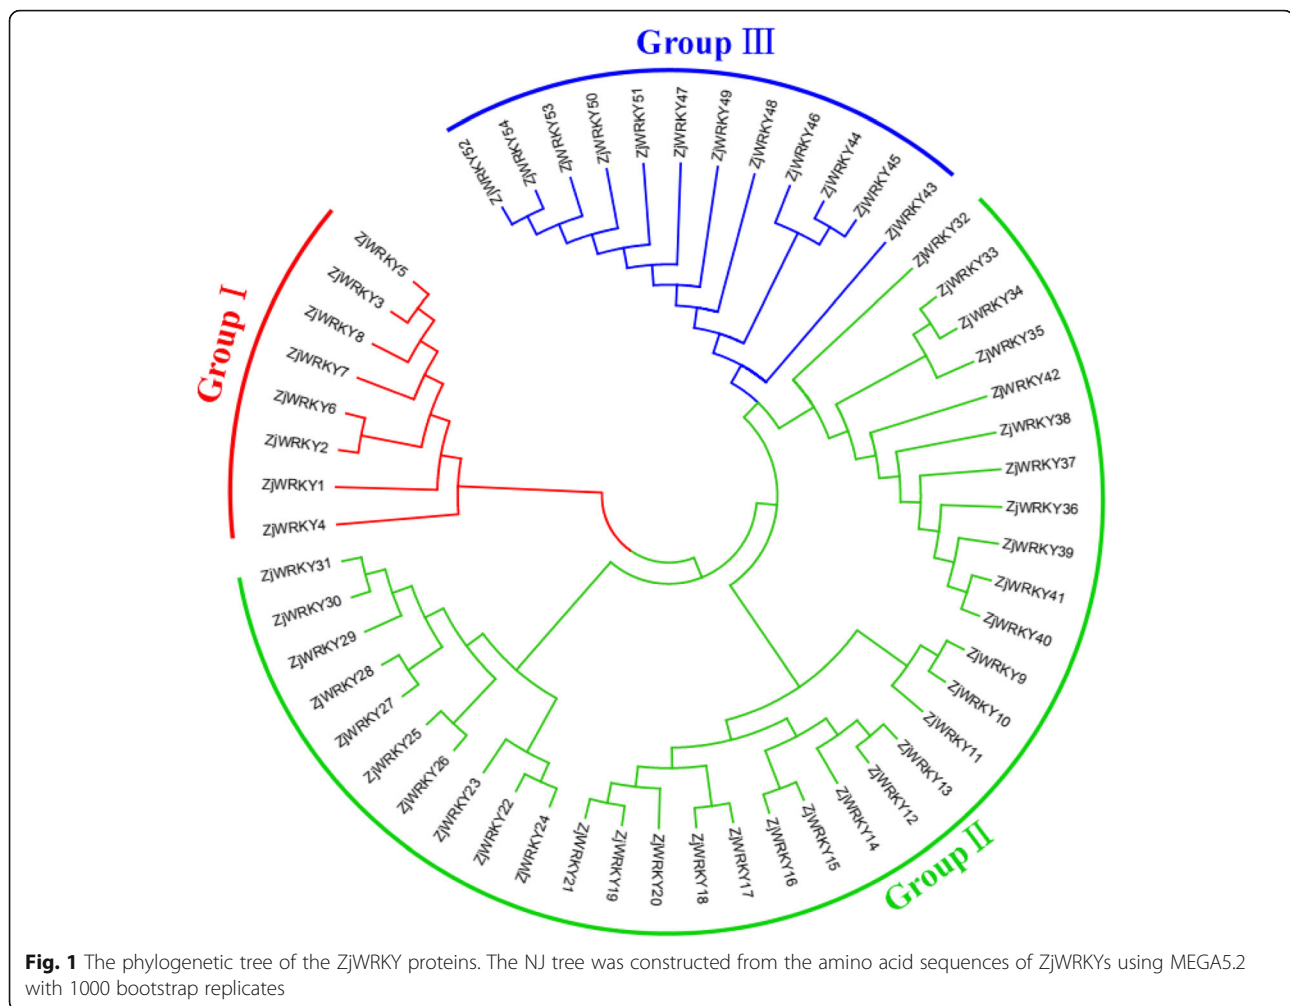 Group III
ZjWRKY52
ZjWRKY54
ZjWRKY53
ZjWRKY50
ZjWRKY51
ZjWRKY47
ZjWRKY49
ZjWRKY48
ZjWRKY46
ZjWRKY44
ZjWRKY45
ZjWRKY43
ZjWRKY32
ZjWRKY33
ZjWRKY34
ZjWRKY35
ZjWRKY42
ZjWRKY38
ZjWRKY37
ZjWRKY36
ZjWRKY39
ZjWRKY41
ZjWRKY40
ZjWRKY9
ZjWRKY10
ZjWRKY11
ZjWRKY13
ZjWRKY12
ZjWRKY14
ZjWRKY15
ZjWRKY16
ZjWRKY17
ZjWRKY18
ZjWRKY20
ZjWRKY19
ZjWRKY21
ZjWRKY24
ZjWRKY22
ZjWRKY23
ZjWRKY26
ZjWRKY25
ZjWRKY27
ZjWRKY28
ZjWRKY29
ZjWRKY30
ZjWRKY31
Group II
ZjWRKY4
ZjWRKY1
ZjWRKY2
ZjWRKY6
ZjWRKY7
ZjWRKY8
ZjWRKY3
ZjWRKY5
Group I
Fig. 1 The phylogenetic tree of the ZjWRKY proteins. The NJ tree was constructed from the amino acid sequences of ZjWRKYs using MEGA5.2
with 1000 bootstrap replicates